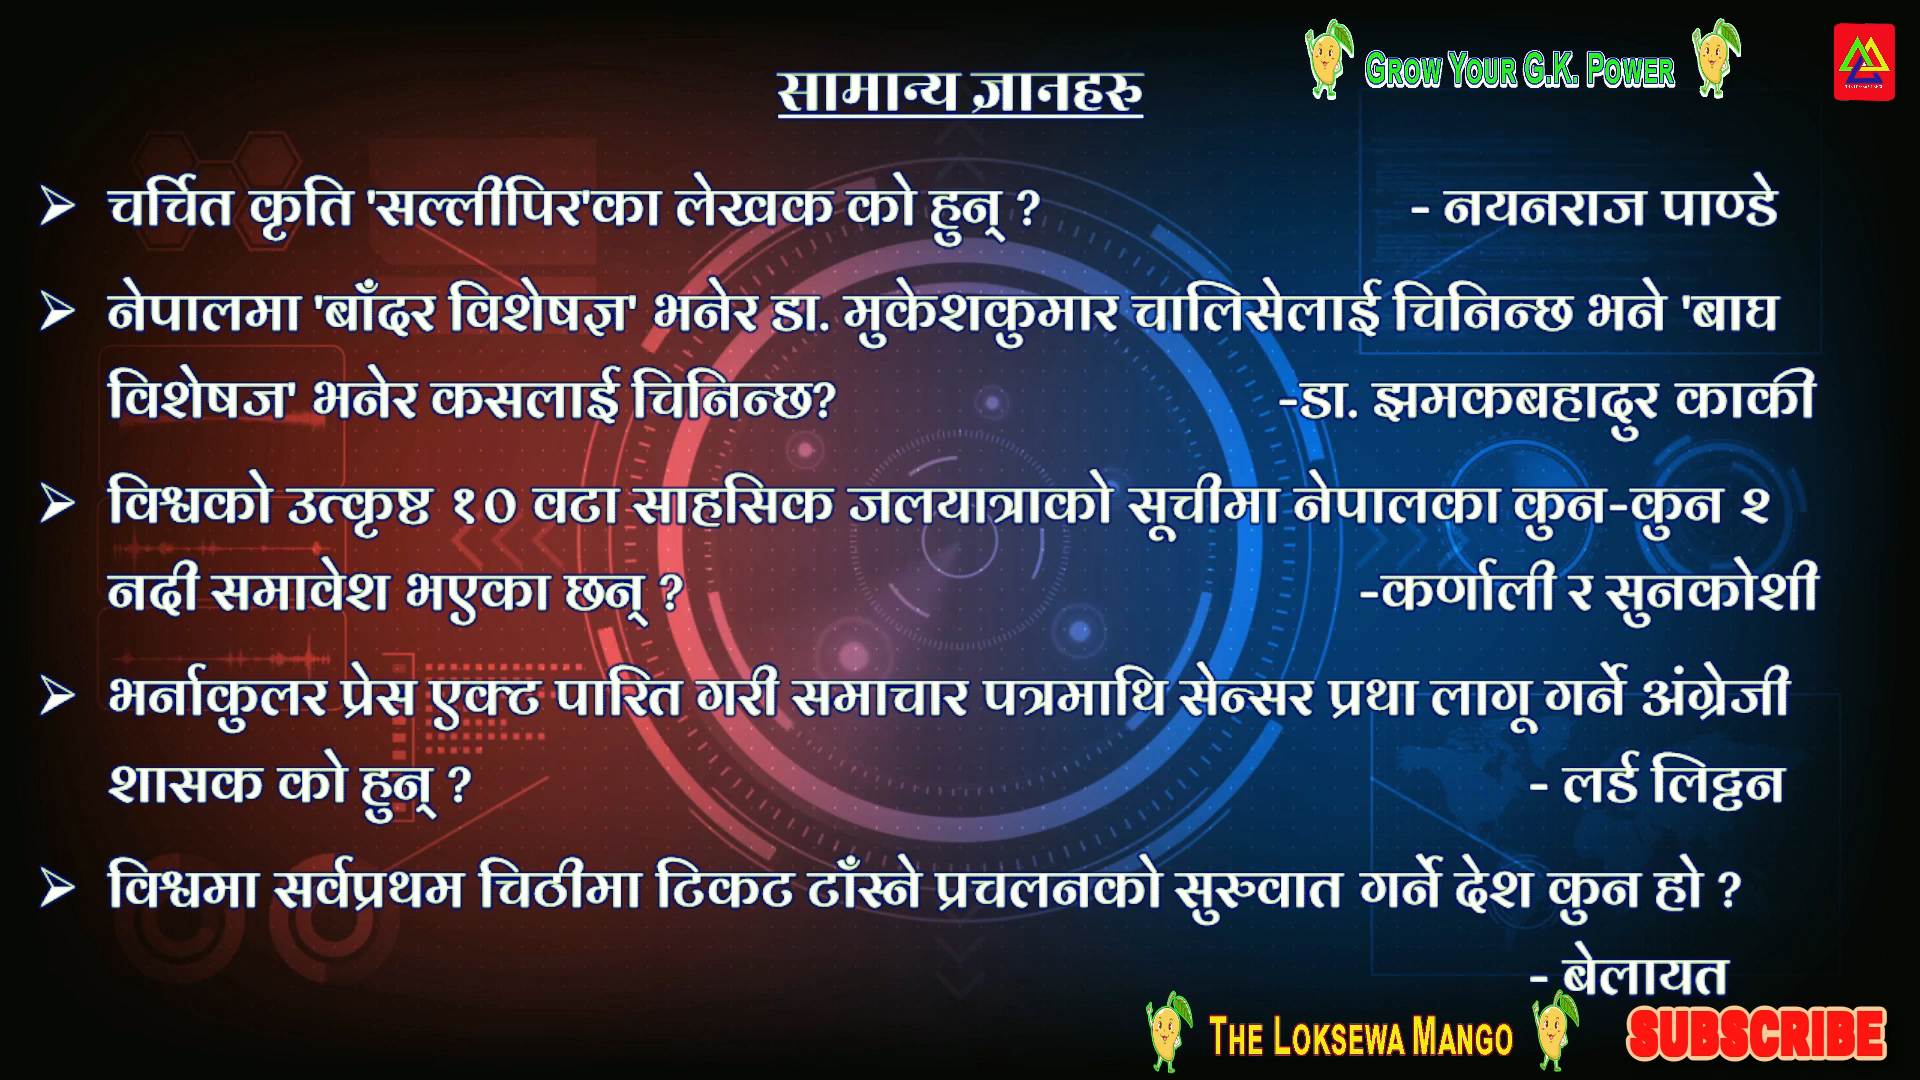 GROW YOUR G.K. POWER
सामान्य ज्ञानहरु
➢ चर्चित कृति 'सल्लीपिर'का लेखक को हुन् ? - नयनराज पाण्डे
➢ नेपालमा 'बाँदर विशेषज्ञ' भनेर डा. मुकेशकुमार चालिसेलाई चिनिन्छ भने 'बाघ
विशेषज' भनेर कसलाई चिनिन्छ? -डा. झमकबहादुर कार्की
➢ विश्वको उत्कृष्ट १० वटा साहसिक जलयात्राको सूचीमा नेपालका कुन-कुन २
नदी समावेश भएका छन् ? -कर्णाली र सुनकोशी
➢ भर्नाकुलर प्रेस एक्ट पारित गरी समाचार पत्रमाथि सेन्सर प्रथा लागू गर्ने अंग्रेजी
शासक को हुन् ? - लर्ड लिट्टन
➢ विश्वमा सर्वप्रथम चिठीमा टिकट टाँस्ने प्रचलनको सुरुवात गर्ने देश कुन हो ?
- बेलायत
THE LOKSEWA MANGO
SUBSCRIBE